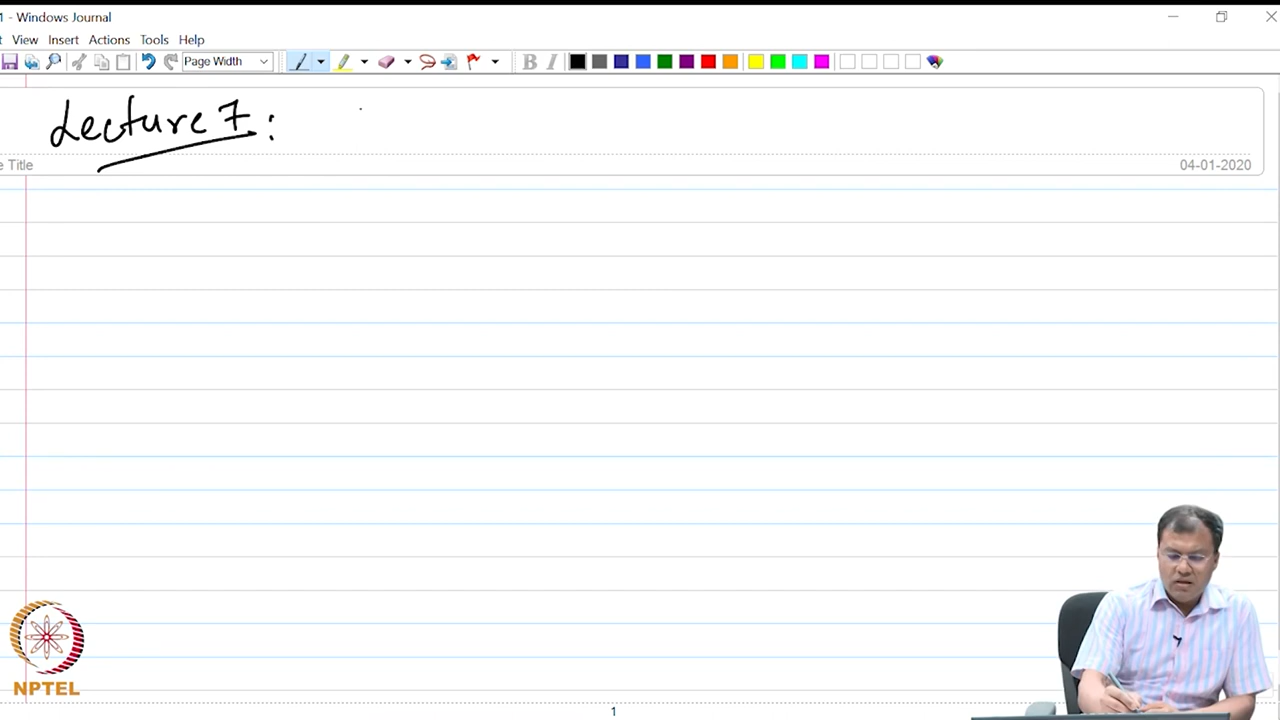 1 - Windows Journal
t View Insert Actions Tools Help
Page Width B I
Lecture 7:
e Title 04-01-2020
NPTEL
1